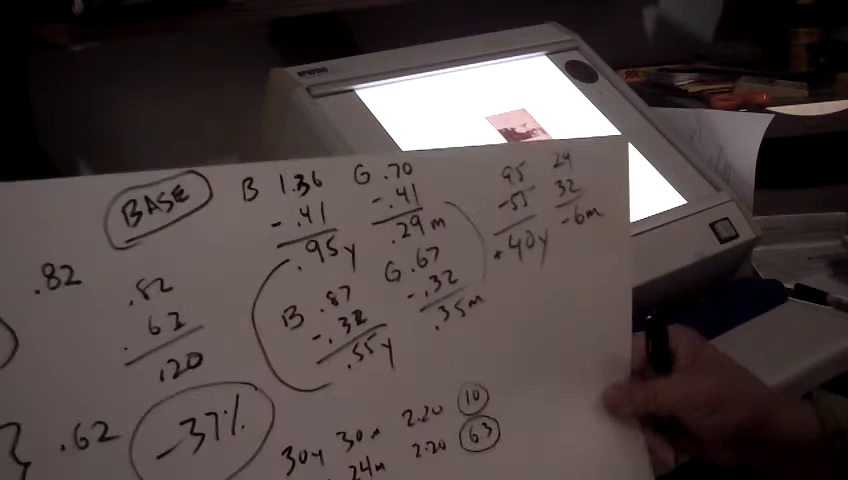 BASE
B 1.36
- .41
.95y
G .70
- .41
.29m
95
-55
+40y
24
32
-6m
.82
.82
.62
.120
B .87
- .32
.55y
G .67
- .32
.35m
.62
-37%
30y 30m 2.20 10
24m 2.20 63